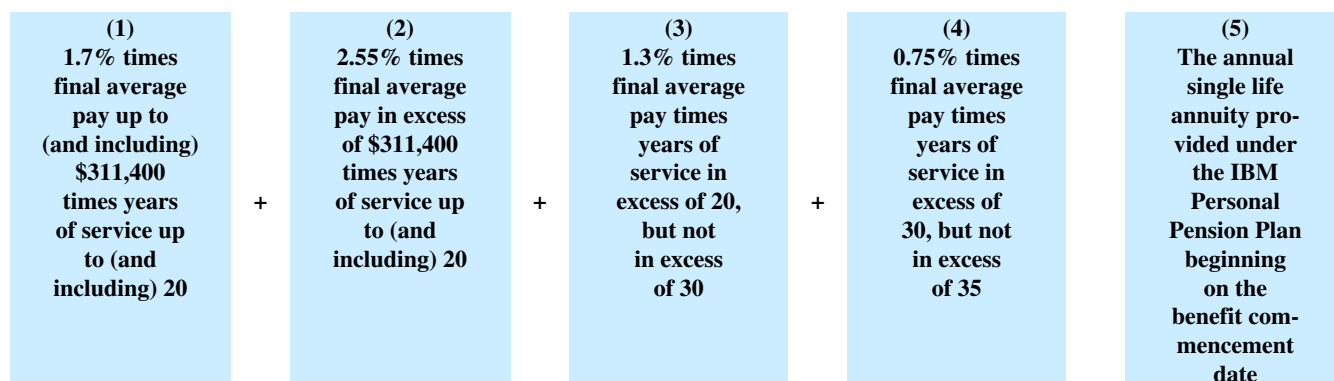 (1)
1.7% times
final average
pay up to
(and including)
$311,400
times years
of service up
to (and
including) 20
+
(2)
2.55% times
final average
pay in excess
of $311,400
times years
of service up
to (and
including) 20
+
(3)
1.3% times
final average
pay times
years of
service in
excess of 20,
but not
in excess
of 30
+
(4)
0.75% times
final average
pay times
years of
service in
excess of
30, but not
in excess
of 35
(5)
The annual
single life
annuity pro-
vided under
the IBM
Personal
Pension Plan
beginning
on the
benefit com-
mencement
date